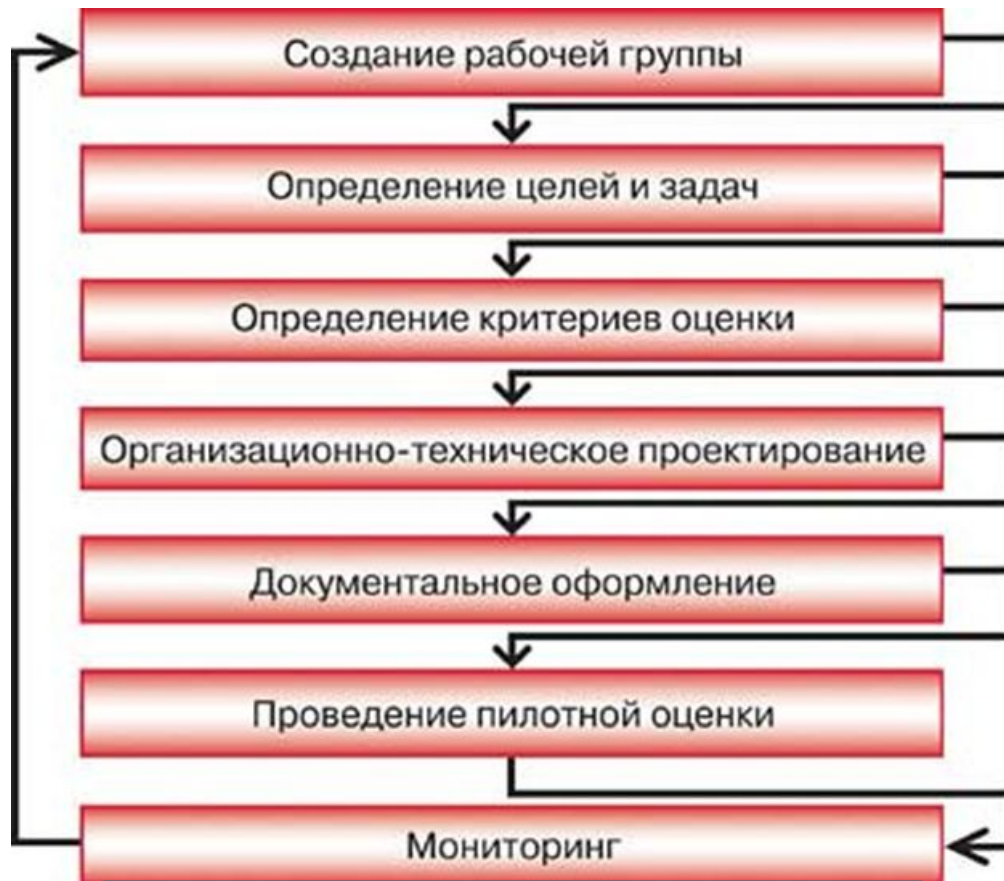 Создание рабочей группы
Определение целей и задач
Определение критериев оценки
Организационно-техническое проектирование
Документальное оформление
Проведение пилотной оценки
Мониторинг